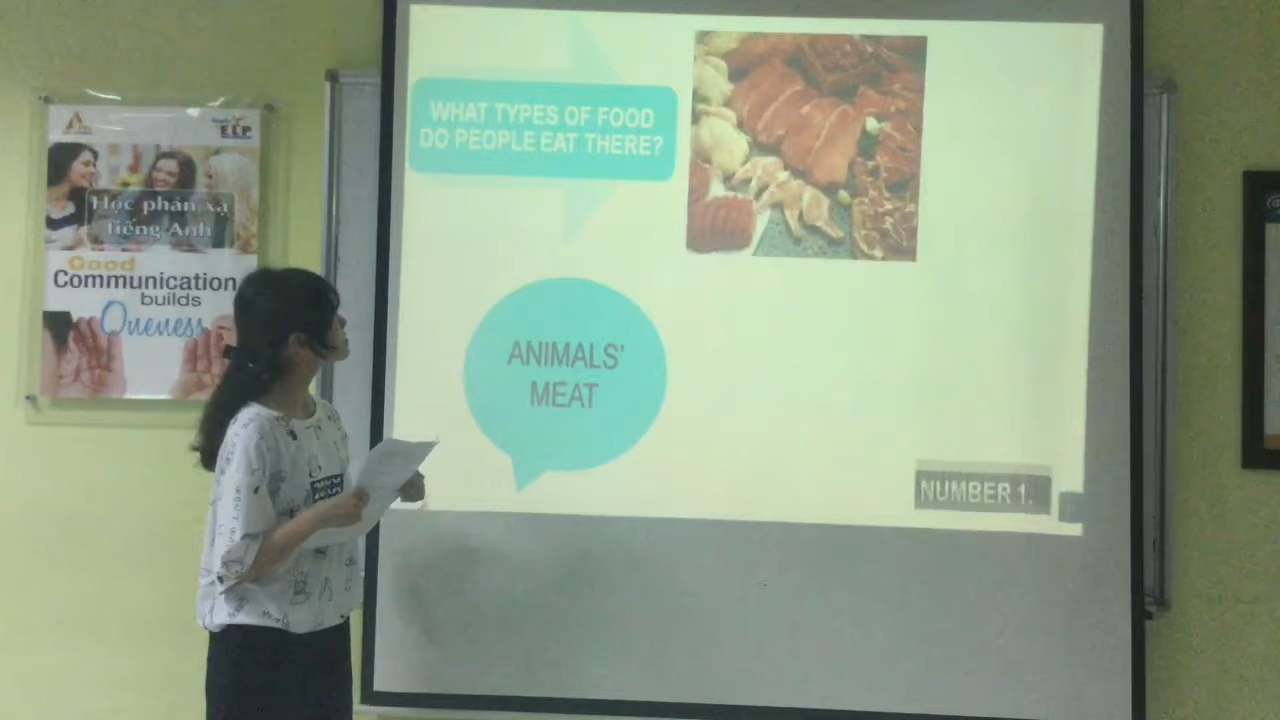 ELP
Học phản xạ
tiếng Anh
Good
Communication
builds
Oneness
WHAT TYPES OF FOOD
DO PEOPLE EAT THERE?
ANIMALS'
MEAT
NUMBER 1.